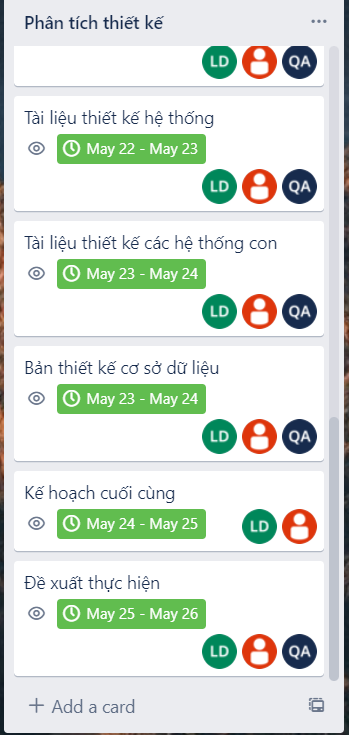 Phân tích thiết kế
LD QA
Tài liệu thiết kế hệ thống
May 22 - May 23
LD QA
Tài liệu thiết kế các hệ thống con
May 23 - May 24
LD QA
Bản thiết kế cơ sở dữ liệu
May 23 - May 24
LD QA
Kế hoạch cuối cùng
May 24 - May 25 LD
Đề xuất thực hiện
May 25 - May 26
LD QA
+ Add a card